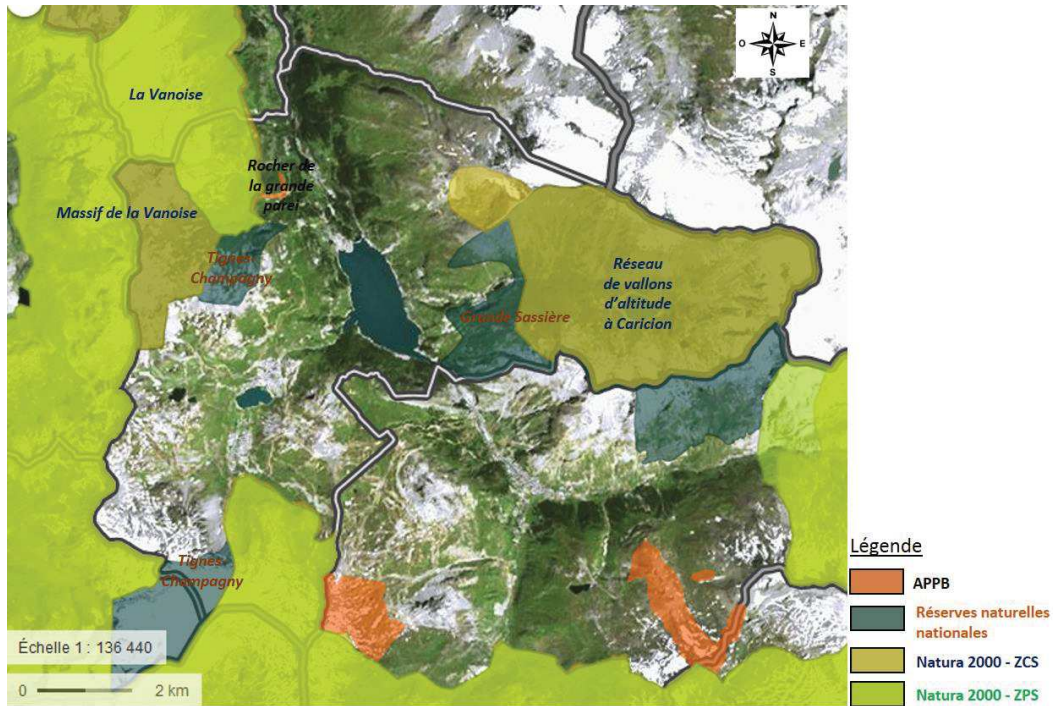 N
O E
S
La Vanoise
Rocher de
la grande
parei
Massif de la Vanoise
Tignes
Champagny
Réseau
de vallons
d'altitude
à Caricion
Grande Sassière
Tignes
Champagny
Échelle 1 : 136 440
0 2 km
Légende
APPB
Réserves naturelles
nationales
Natura 2000 - ZCS
Natura 2000 - ZPS